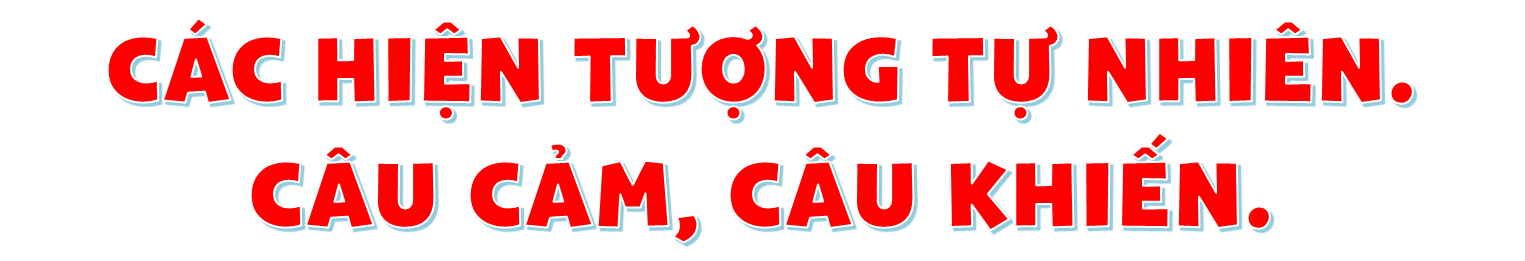 CÁC HIỆN TƯỢNG TỰ NHIÊN.
CÂU CẢM, CÂU KHIẾN.